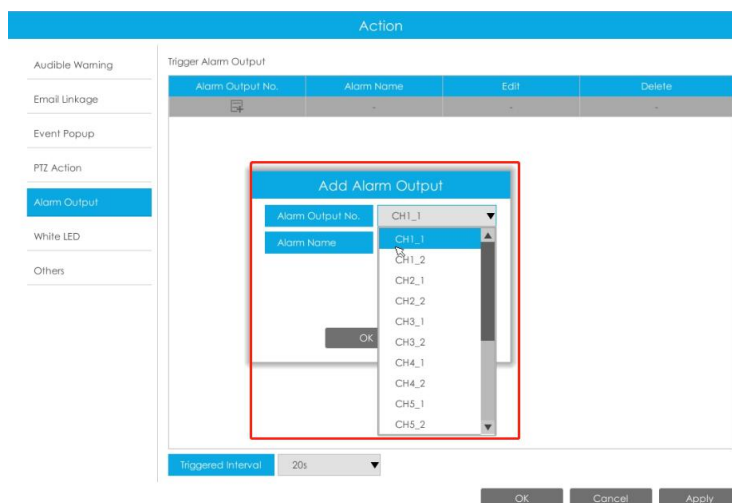 Action
Audible Warning
Email Linkage
Event Popup
PTZ Action
Alarm Output
White LED
Others
Trigger Alarm Output
Alarm Output No. Alarm Name Edit Delete
- - -
Add Alarm Output
Alarm Output No. CH1_1
Alarm Name
CH1_1
CH1_2
CH2_1
CH2_2
CH3_1
CH3_2
CH4_1
CH4_2
CH5_1
CH5_2
OK
Triggered Interval 20s
OK Cancel Apply